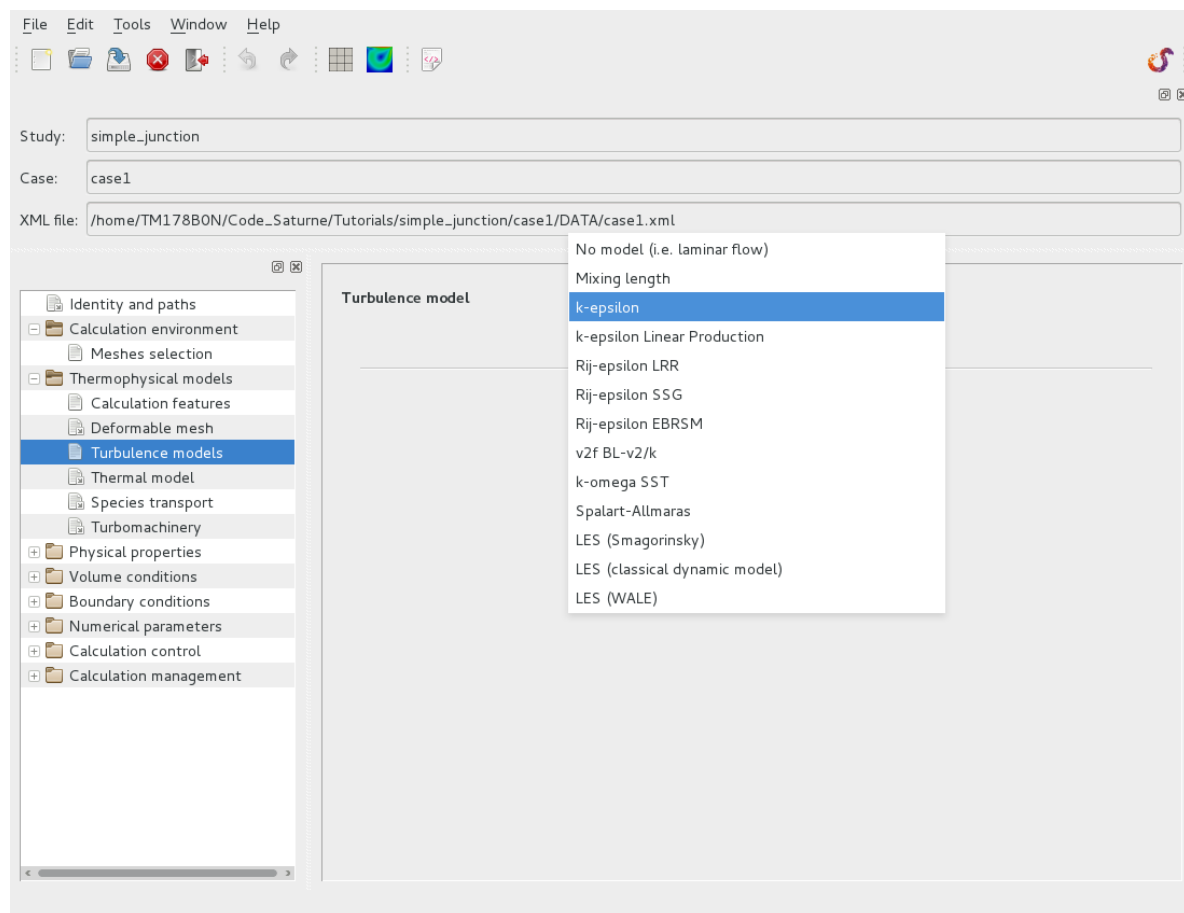 File Edit Tools Window Help
Study: simple_junction
Case: case1
XML file: /home/TM178B0N/Code_Saturne/Tutorials/simple_junction/case1/DATA/case1.xml
Identity and paths
Calculation environment
Meshes selection
Thermophysical models
Calculation features
Deformable mesh
Turbulence models
Thermal model
Species transport
Turbomachinery
Physical properties
Volume conditions
Boundary conditions
Numerical parameters
Calculation control
Calculation management
Turbulence model
No model (i.e. laminar flow)
Mixing length
k-epsilon
k-epsilon Linear Production
Rij-epsilon LRR
Rij-epsilon SSG
Rij-epsilon EBRSM
v2f BL-v2/k
k-omega SST
Spalart-Allmaras
LES (Smagorinsky)
LES (classical dynamic model)
LES (WALE)